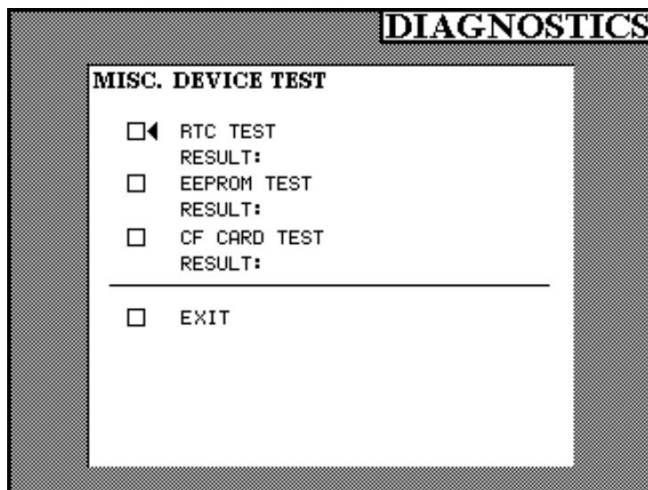 DIAGNOSTICS
MISC. DEVICE TEST
RTC TEST
RESULT:
EEPROM TEST
RESULT:
CF CARD TEST
RESULT:
EXIT